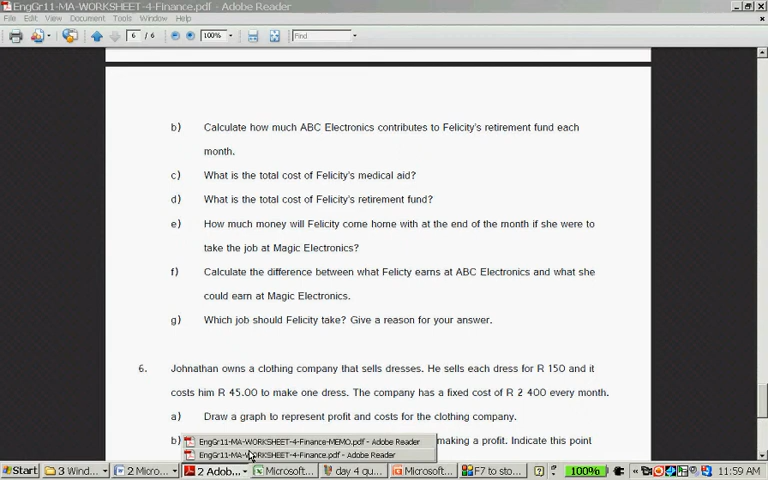 EngGr11-MA-WORKSHEET-4-Finance.pdf - Adobe Reader
File Edit View Document Tools Window Help
6 / 6 100% Find
b) Calculate how much ABC Electronics contributes to Felicity's retirement fund each
month.
c) What is the total cost of Felicity's medical aid?
d) What is the total cost of Felicity's retirement fund?
e) How much money will Felicity come home with at the end of the month if she were to
take the job at Magic Electronics?
f) Calculate the difference between what Felicty earns at ABC Electronics and what she
could earn at Magic Electronics.
g) Which job should Felicity take? Give a reason for your answer.
6. Johnathan owns a clothing company that sells dresses. He sells each dress for R 150 and it
costs him R 45.00 to make one dress. The company has a fixed cost of R 2 400 every month.
a) Draw a graph to represent profit and costs for the clothing company.
b) making a profit. Indicate this point
EngGr11-MA-WORKSHEET-4-Finance-MEMO.pdf - Adobe Reader
EngGr11-MA-WORKSHEET-4-Finance.pdf - Adobe Reader
Start 3 Wind... 2 Micro... 2 Adob... Microsoft... day 4 qu... Microsoft... F7 to sto... 100% 11:59 AM